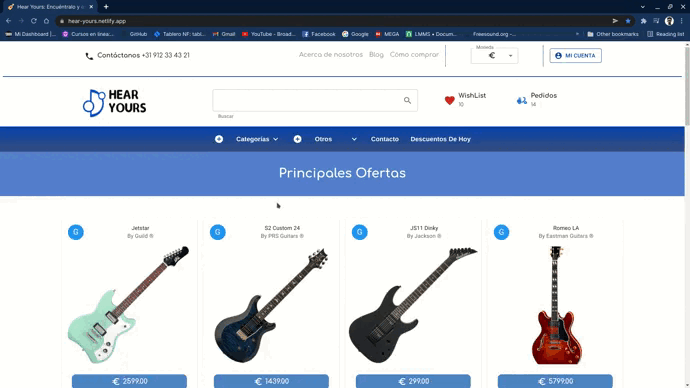 Hear Yours: Encuéntralo y
hear-yours.netlify.app
Mi Dashboard |
Cursos en línea:
GitHub
Tablero NF: tabl...
Gmail
YouTube - Broad...
Facebook
Google
MEGA
LMMS • Docum...
Freesound.org -...
Other bookmarks
Reading list
Contáctanos +31 912 33 43 21
Acerca de nosotros Blog Cómo comprar
Moneda
€
MI CUENTA
HEAR
YOURS
Buscar
WishList
10
Pedidos
14
Categorías Otros Contacto Descuentos De Hoy
Principales Ofertas
G
Jetstar
By Guild ®
G
S2 Custom 24
By PRS Guitars ®
G
JS11 Dinky
By Jackson ®
G
Romeo LA
By Eastman Guitars ®
€ 2599.00
€ 1439.00
€ 299.00
€ 5799.00